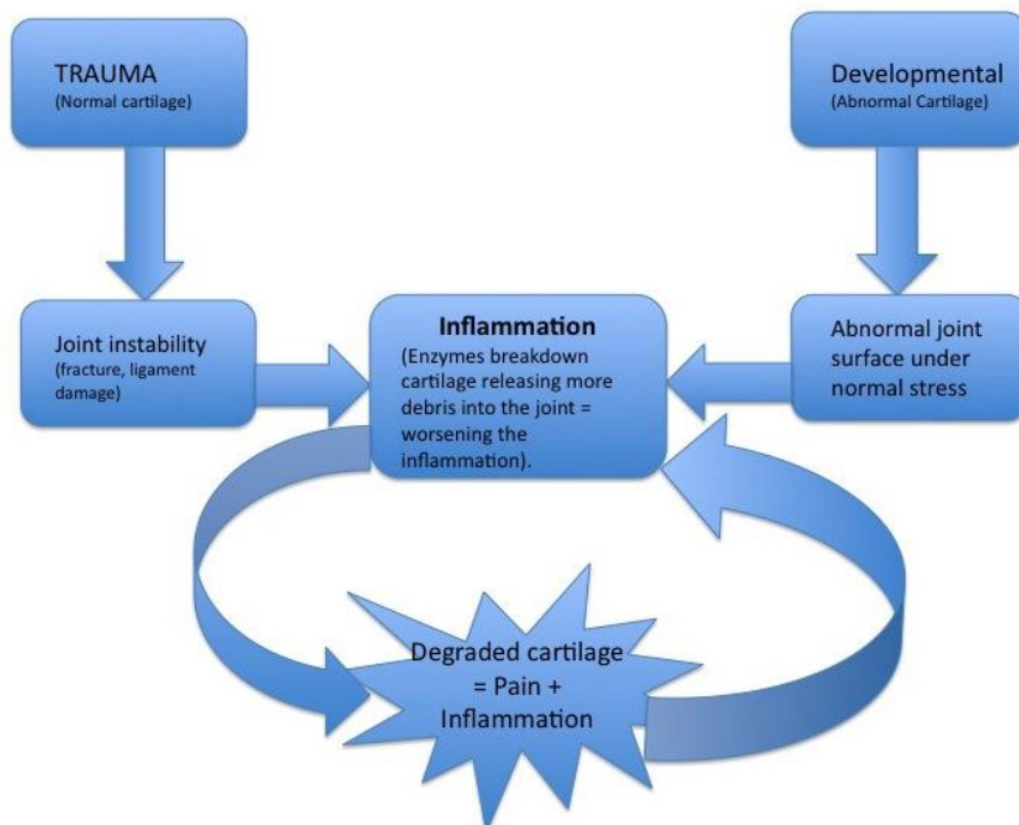 TRAUMA
(Normal cartilage)
Developmental
(Abnormal Cartilage)
Joint instability
(fracture, ligament
damage)
Inflammation
(Enzymes breakdown
cartilage releasing more
debris into the joint =
worsening the
inflammation).
Abnormal joint
surface under
normal stress
Degraded cartilage
= Pain +
Inflammation